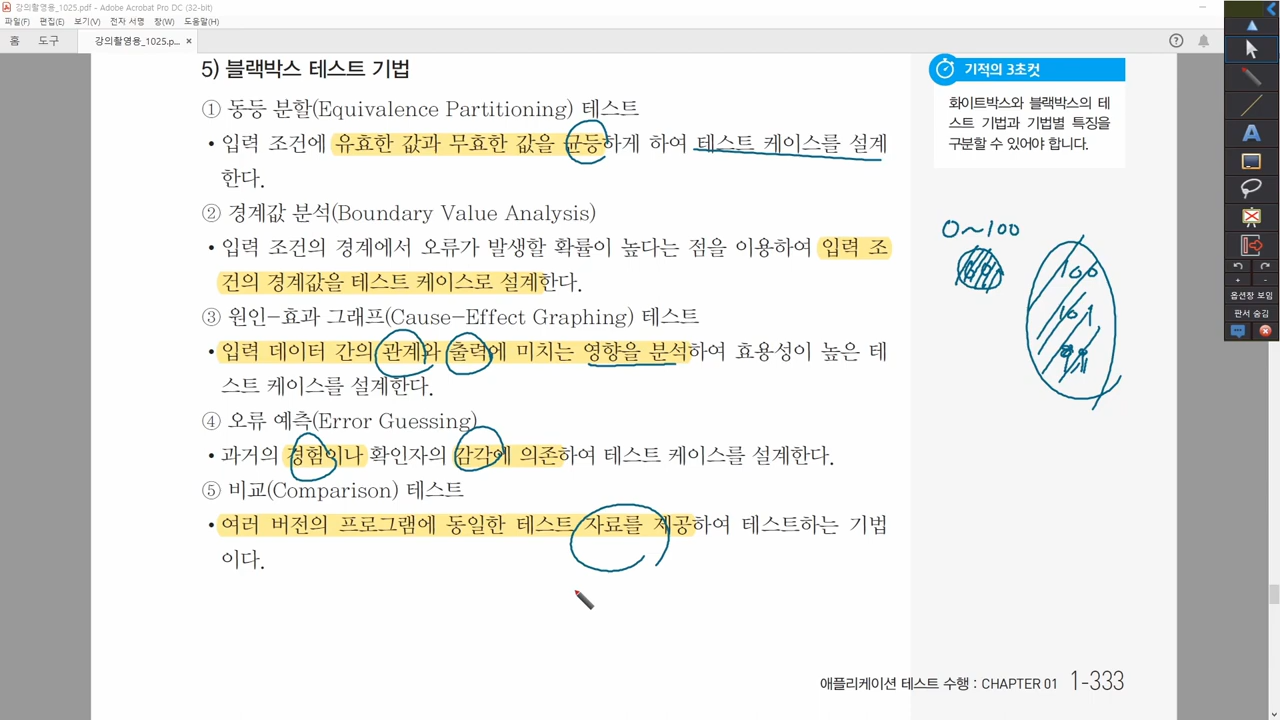 강의촬영용_1025.pdf - Adobe Acrobat Pro DC (32-bit)
파일(F) 편집(E) 보기(V) 전자 서명 창(W) 도움말(H)
홈 도구 강의촬영용_1025.p... ×
5) 블랙박스 테스트 기법
① 동등 분할(Equivalence Partitioning) 테스트
• 입력 조건에 유효한 값과 무효한 값을 균등하게 하여 테스트 케이스를 설계
한다.
② 경계값 분석(Boundary Value Analysis)
• 입력 조건의 경계에서 오류가 발생할 확률이 높다는 점을 이용하여 입력 조
건의 경계값을 테스트 케이스로 설계한다.
③ 원인-효과 그래프(Cause-Effect Graphing) 테스트
• 입력 데이터 간의 관계와 출력에 미치는 영향을 분석하여 효용성이 높은 테
스트 케이스를 설계한다.
④ 오류 예측(Error Guessing)
• 과거의 경험이나 확인자의 감각에 의존하여 테스트 케이스를 설계한다.
⑤ 비교(Comparison) 테스트
• 여러 버전의 프로그램에 동일한 테스트 자료를 제공하여 테스트하는 기법
이다.
기적의 3초컷
화이트박스와 블랙박스의 테
스트 기법과 기법별 특징을
구분할 수 있어야 합니다.
0~100
100
101
애플리케이션 테스트 수행 : CHAPTER 01 1-333
A
옵션장 보임
판서 숨김